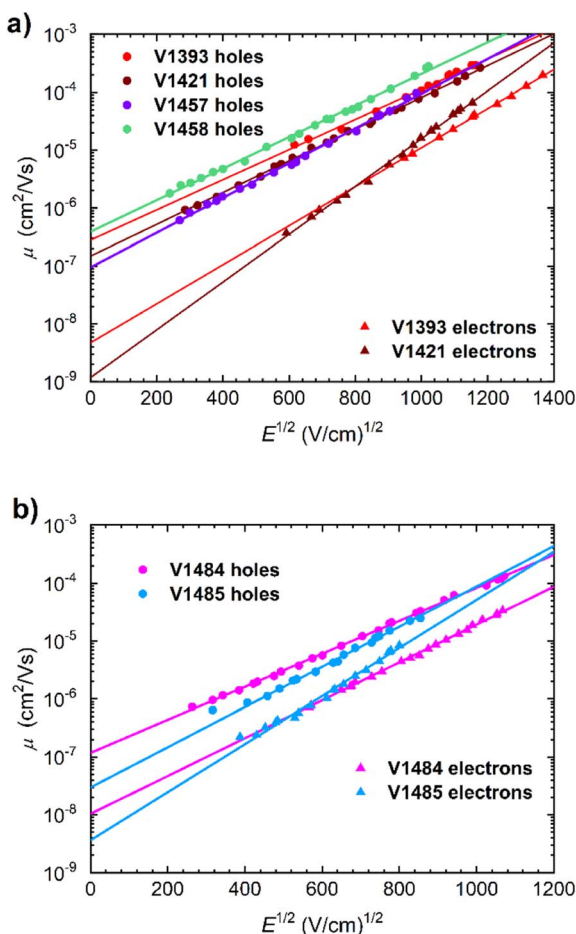 a)
10⁻³
10⁻⁴
10⁻⁵
10⁻⁶
10⁻⁷
10⁻⁸
10⁻⁹
μ (cm²/Vs)
V1393 holes
V1421 holes
V1457 holes
V1458 holes
V1393 electrons
V1421 electrons
0 200 400 600 800 1000 1200 1400
E^1/2 (V/cm)^1/2
b)
10⁻³
10⁻⁴
10⁻⁵
10⁻⁶
10⁻⁷
10⁻⁸
10⁻⁹
μ (cm²/Vs)
V1484 holes
V1485 holes
V1484 electrons
V1485 electrons
0 200 400 600 800 1000 1200
E^1/2 (V/cm)^1/2